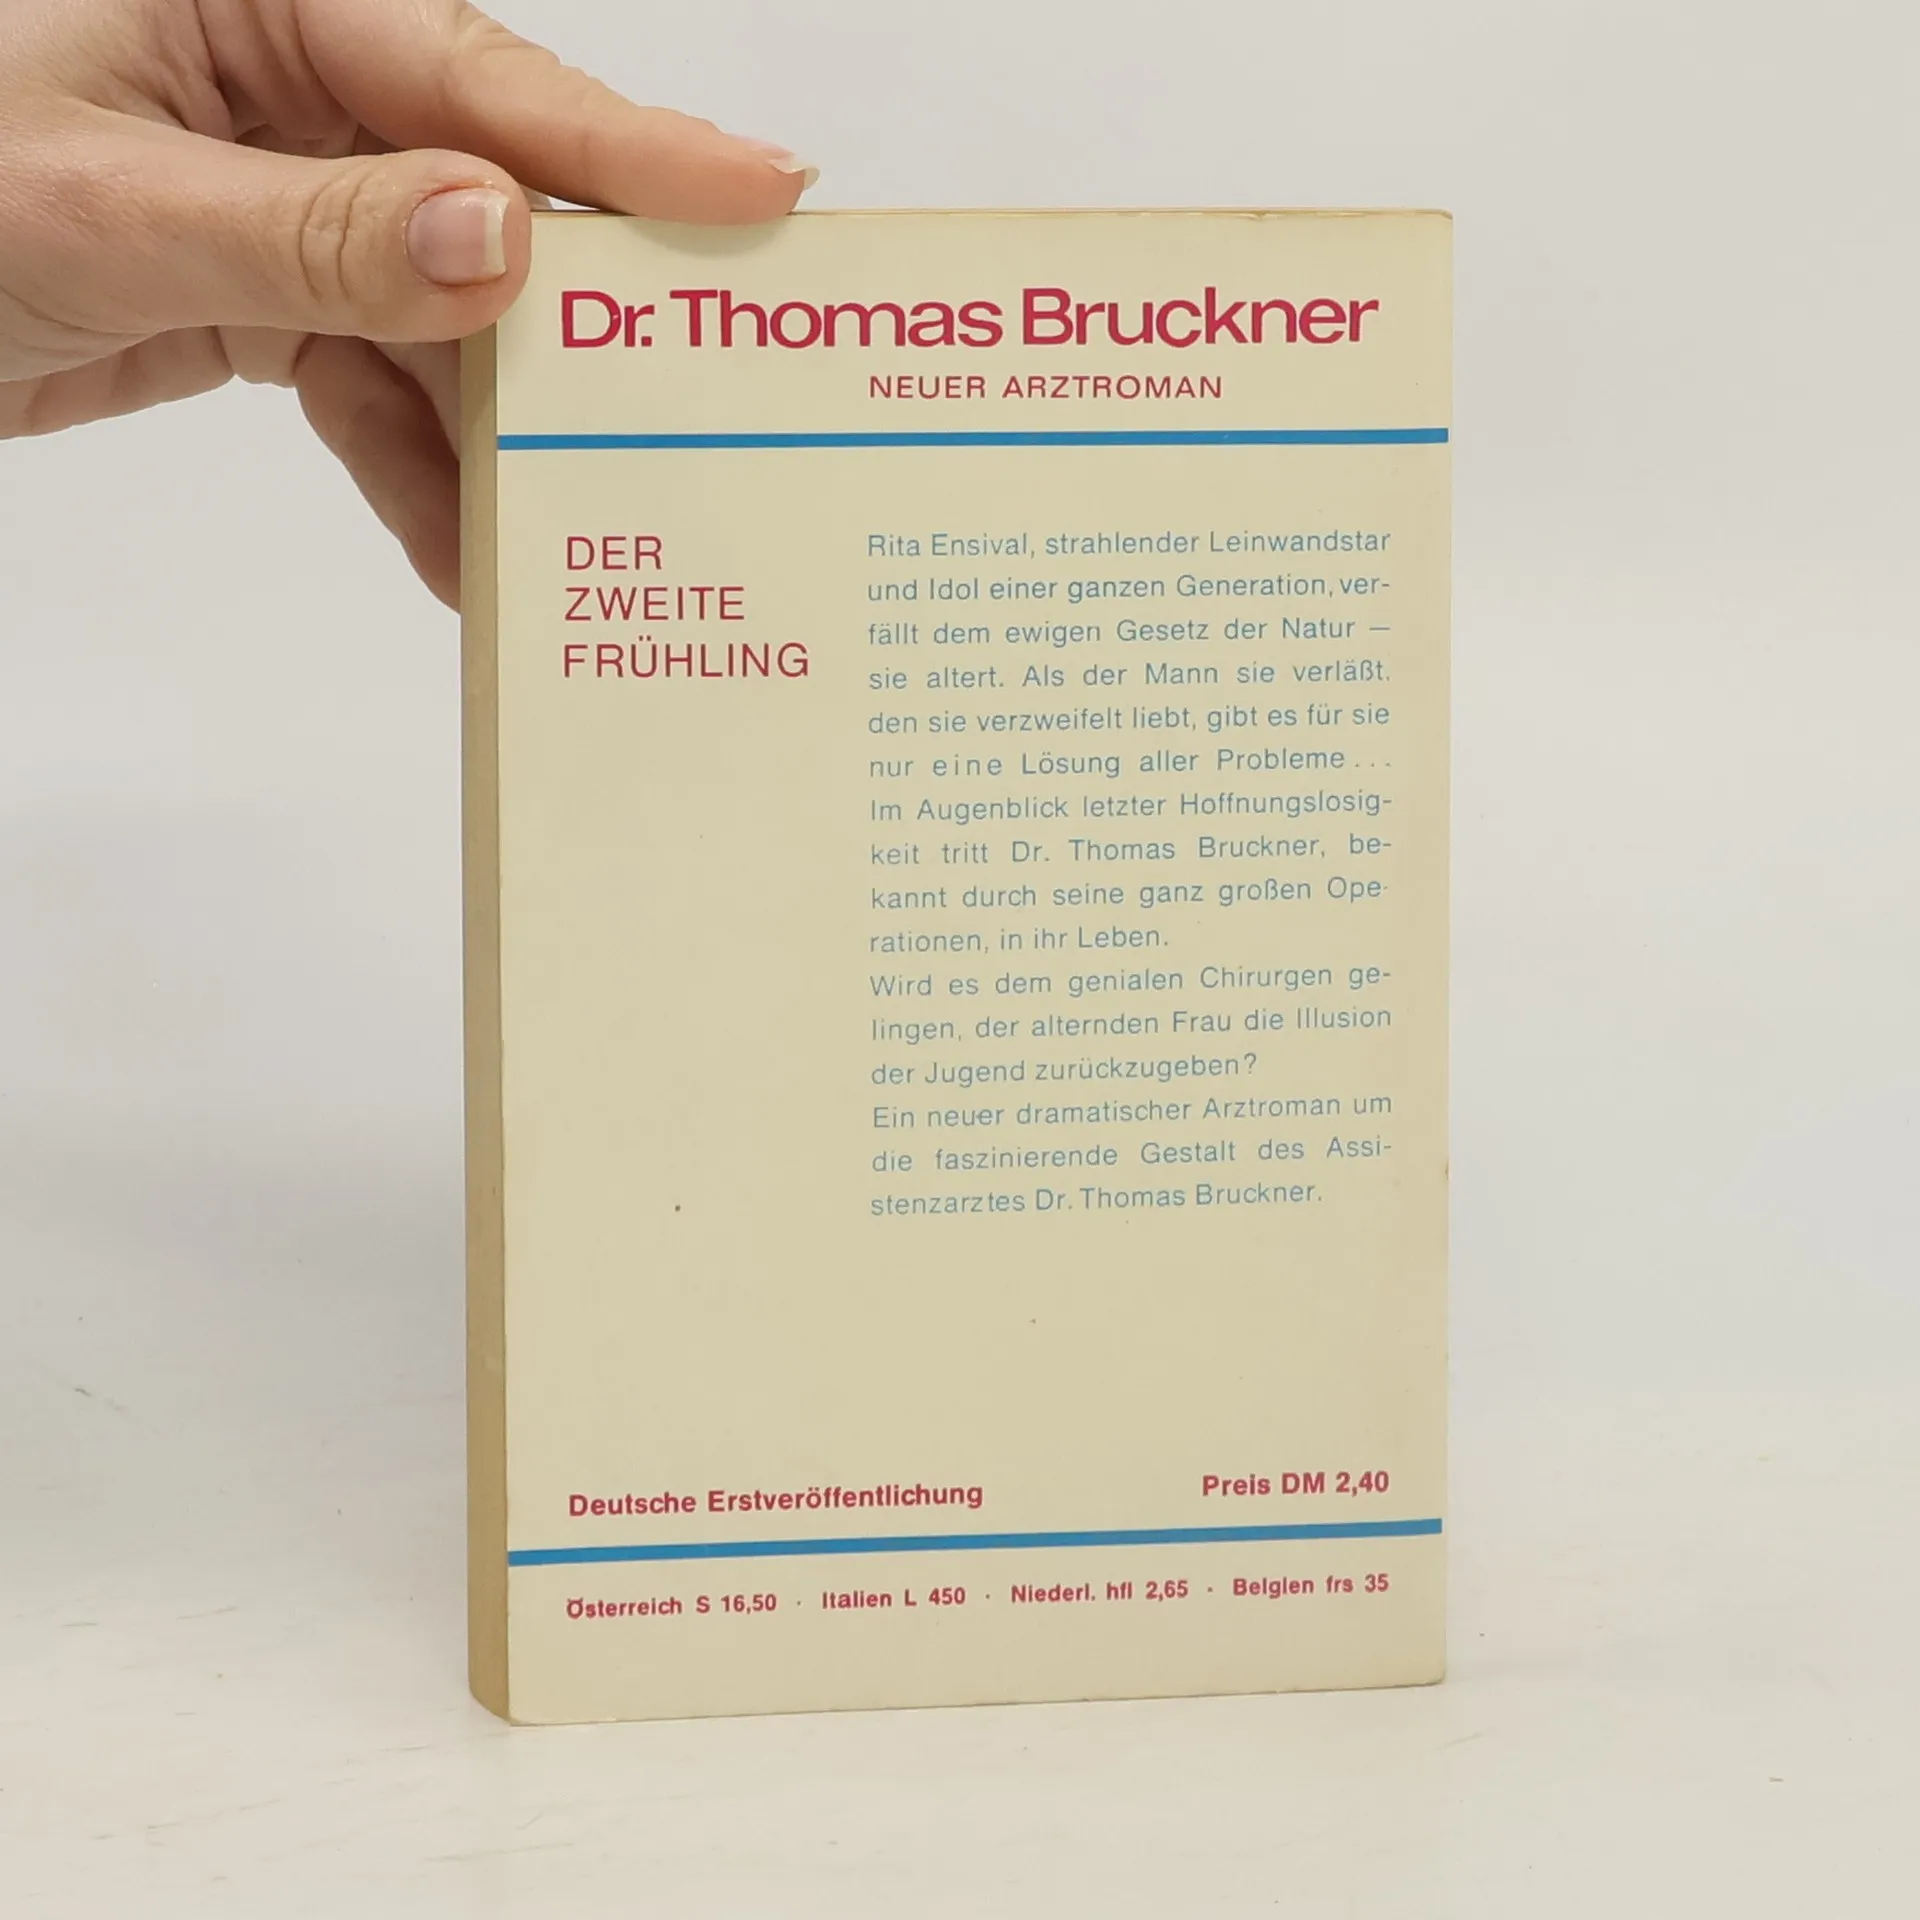 Dr. Thomas Bruckner
NEUER ARZTROMAN
DER
ZWEITE
FRÜHLING
Rita Ensival, strahlender Leinwandstar
und Idol einer ganzen Generation, ver-
fällt dem ewigen Gesetz der Natur —
sie altert. Als der Mann sie verläßt,
den sie verzweifelt liebt, gibt es für sie
nur eine Lösung aller Probleme...
Im Augenblick letzter Hoffnungslosig-
keit tritt Dr. Thomas Bruckner, be-
kannt durch seine ganz großen Ope-
rationen, in ihr Leben.
Wird es dem genialen Chirurgen ge-
lingen, der alternden Frau die Illusion
der Jugend zurückzugeben?
Ein neuer dramatischer Arztroman um
die faszinierende Gestalt des Assi-
stenzarztes Dr. Thomas Bruckner.
Deutsche Erstveröffentlichung
Preis DM 2,40
Österreich S 16,50 · Italien L 450 · Niederl. hfl 2,65 · Belgien frs 35